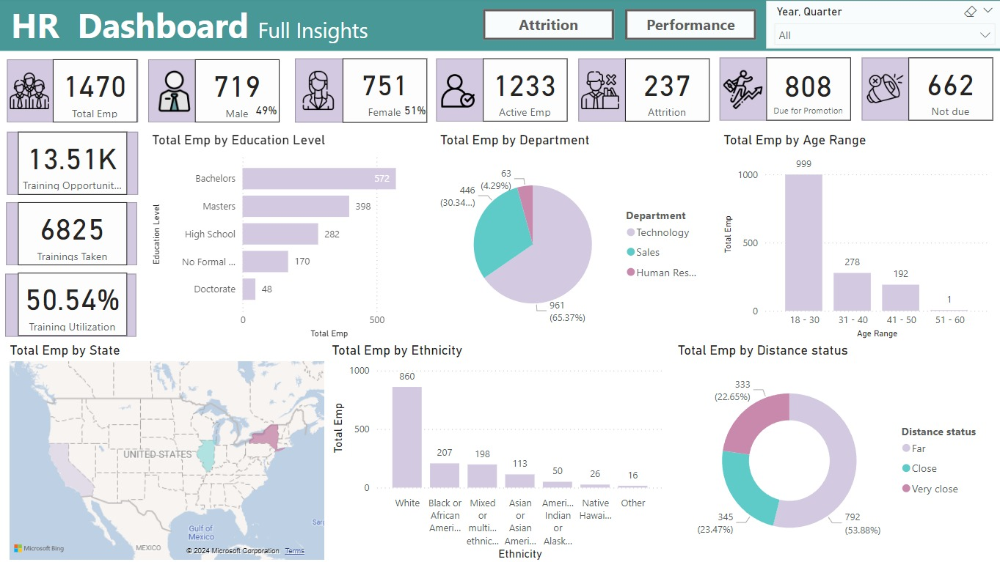 HR Dashboard Full Insights
Attrition
Performance
Year, Quarter
All
1470
Total Emp
719
Male 49%
751
Female 51%
1233
Active Emp
237
Attrition
808
Due for Promotion
662
Not due
13.51K
Training Opportunit...
6825
Trainings Taken
50.54%
Training Utilization
Total Emp by Education Level
Education Level
Bachelors
572
Masters
398
High School
282
No Formal ...
170
Doctorate
48
0
500
Total Emp
Total Emp by Department
63
(4.29%)
446
(30.34...)
961
(65.37%)
Department
Technology
Sales
Human Res...
Total Emp by Age Range
Total Emp
1000
500
0
999
278
192
1
18 - 30
31 - 40
41 - 50
51 - 60
Age Range
Total Emp by State
UNITED STATES
Gulf of
Mexico
MEXICO
Sarg
Microsoft Bing
© 2024 Microsoft Corporation Terms
Total Emp by Ethnicity
Total Emp
1000
500
0
860
207
198
113
50
26
16
White
Black or
African
Ameri...
Mixed
or
multi...
ethnic...
Asian
or
Asian
Ameri...
Ameri...
Indian
or
Alask...
Native
Hawai...
Other
Ethnicity
Total Emp by Distance status
333
(22.65%)
345
(23.47%)
792
(53.88%)
Distance status
Far
Close
Very close